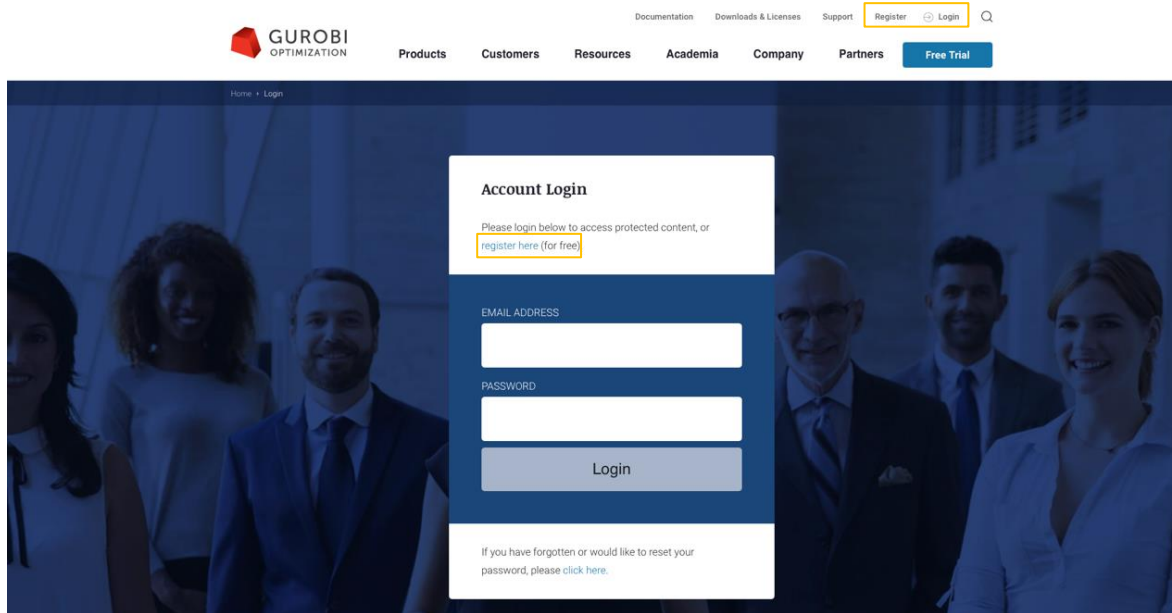 Documentation Downloads & Licenses Support Register Login
GUROBI
OPTIMIZATION
Products Customers Resources Academia Company Partners Free Trial
Home Login
Account Login
Please login below to access protected content, or
register here (for free)
EMAIL ADDRESS
PASSWORD
Login
If you have forgotten or would like to reset your
password, please click here.